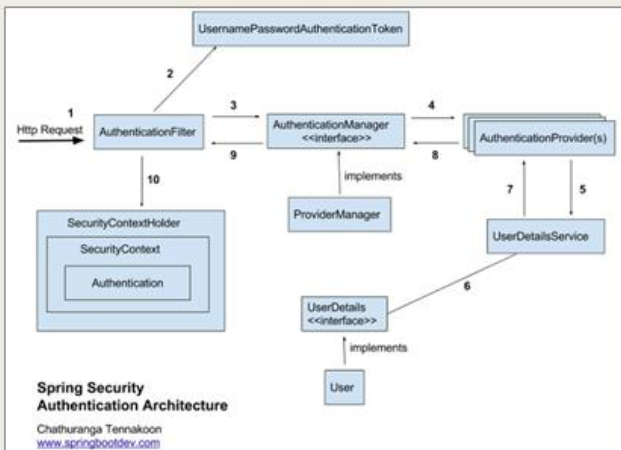 UsernamePasswordAuthenticationToken
2
1
3
4
Http Request
AuthenticationFilter
AuthenticationManager
<<interface>>
AuthenticationProvider(s)
9
8
10
implements
7
5
SecurityContextHolder
ProviderManager
SecurityContext
UserDetailsService
Authentication
6
UserDetails
<<interface>>
implements
User
Spring Security
Authentication Architecture
Chathuranga Tennakoon
www.springbootdev.com